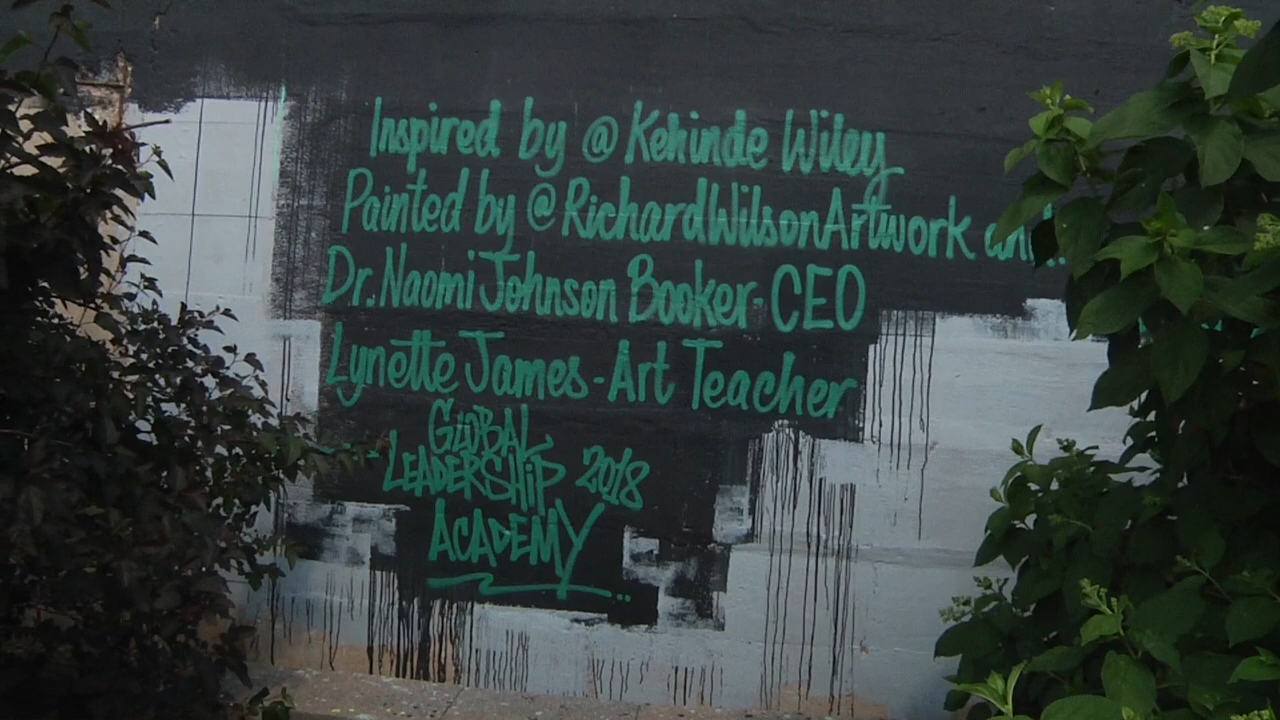 Inspired by @ Kehinde Wiley
Painted by @RichardWilsonArtwork
Dr. Naomi Johnson Booker - CEO
Lynette James - Art Teacher
GLOBAL
LEADERSHIP 2018
ACADEMY